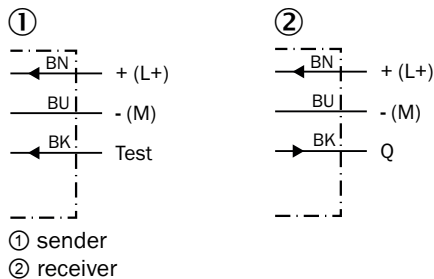 ① ②
BN + (L+) BN + (L+)
BU - (M) BU - (M)
BK Test BK Q
① sender
② receiver